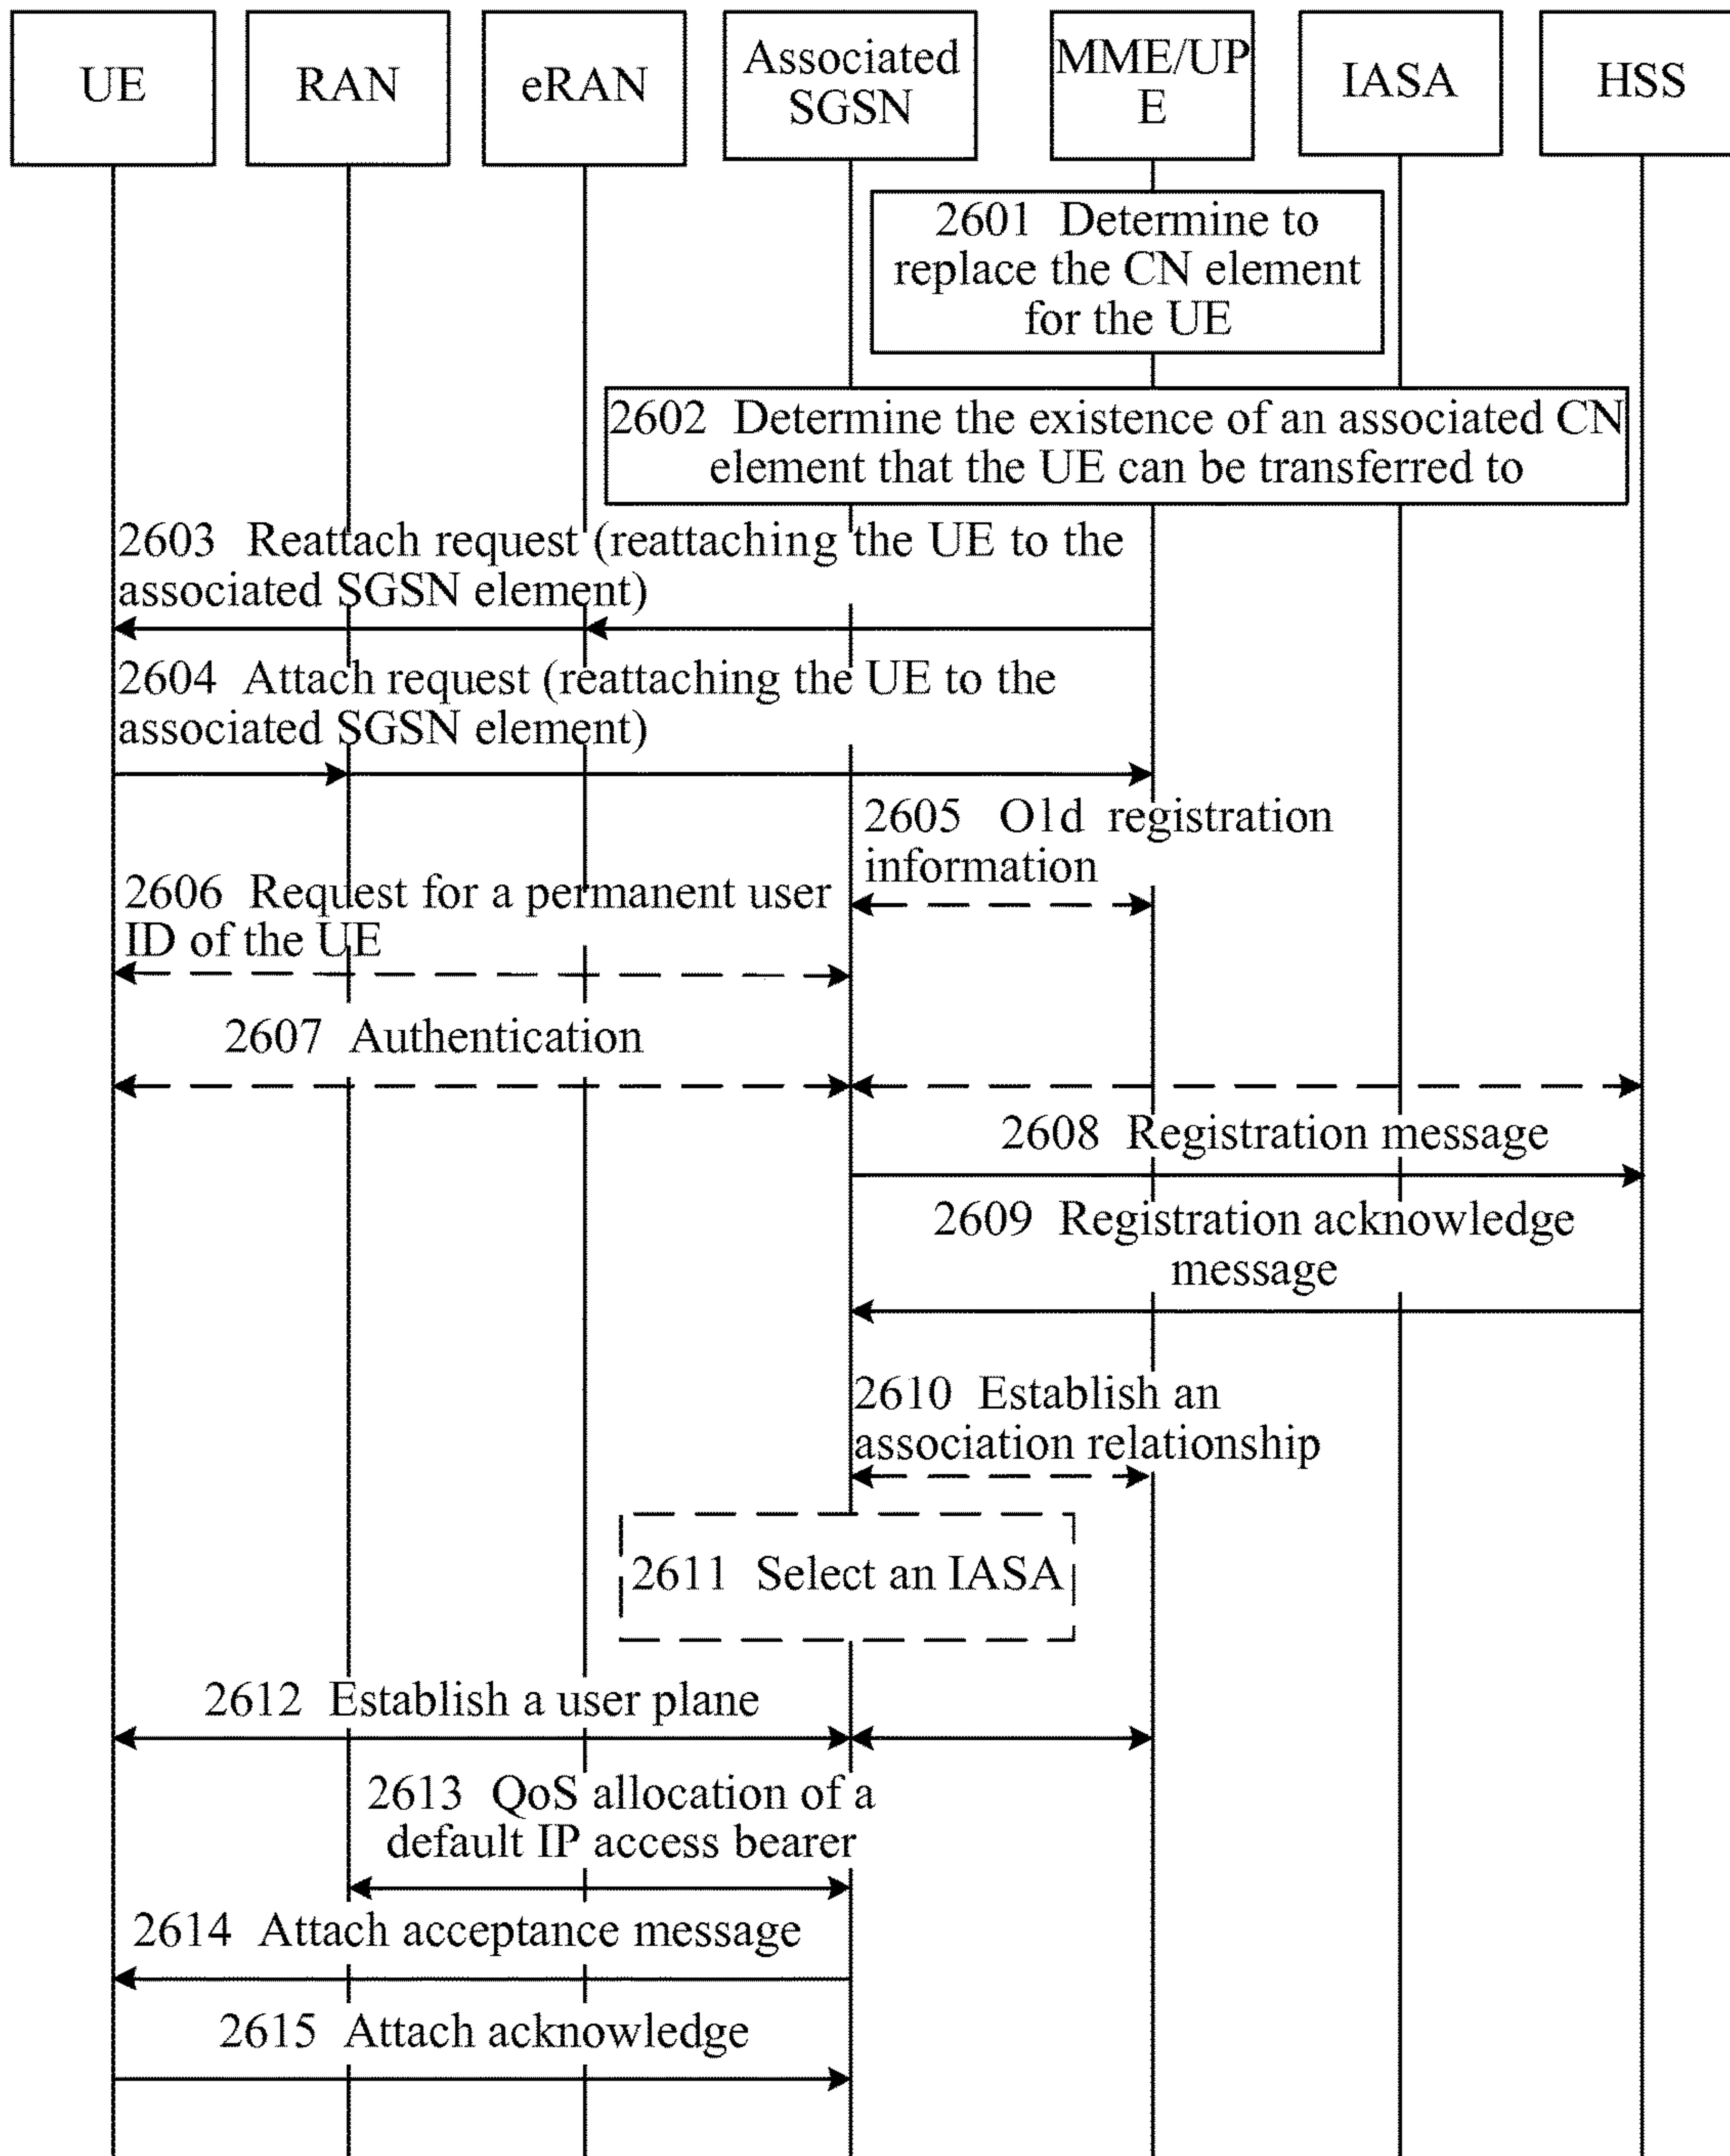 UE
RAN
eRAN
Associated
SGSN
MME/UP
E
IASA
HSS
2601 Determine to
replace the CN element
for the UE
2602 Determine the existence of an associated CN
element that the UE can be transferred to
2603 Reattach request (reattaching the UE to the
associated SGSN element)
2604 Attach request (reattaching the UE to the
associated SGSN element)
2605 Old registration
information
2606 Request for a permanent user
ID of the UE
2607 Authentication
2608 Registration message
2609 Registration acknowledge
message
2610 Establish an
association relationship
2611 Select an IASA
2612 Establish a user plane
2613 QoS allocation of a
default IP access bearer
2614 Attach acceptance message
2615 Attach acknowledge